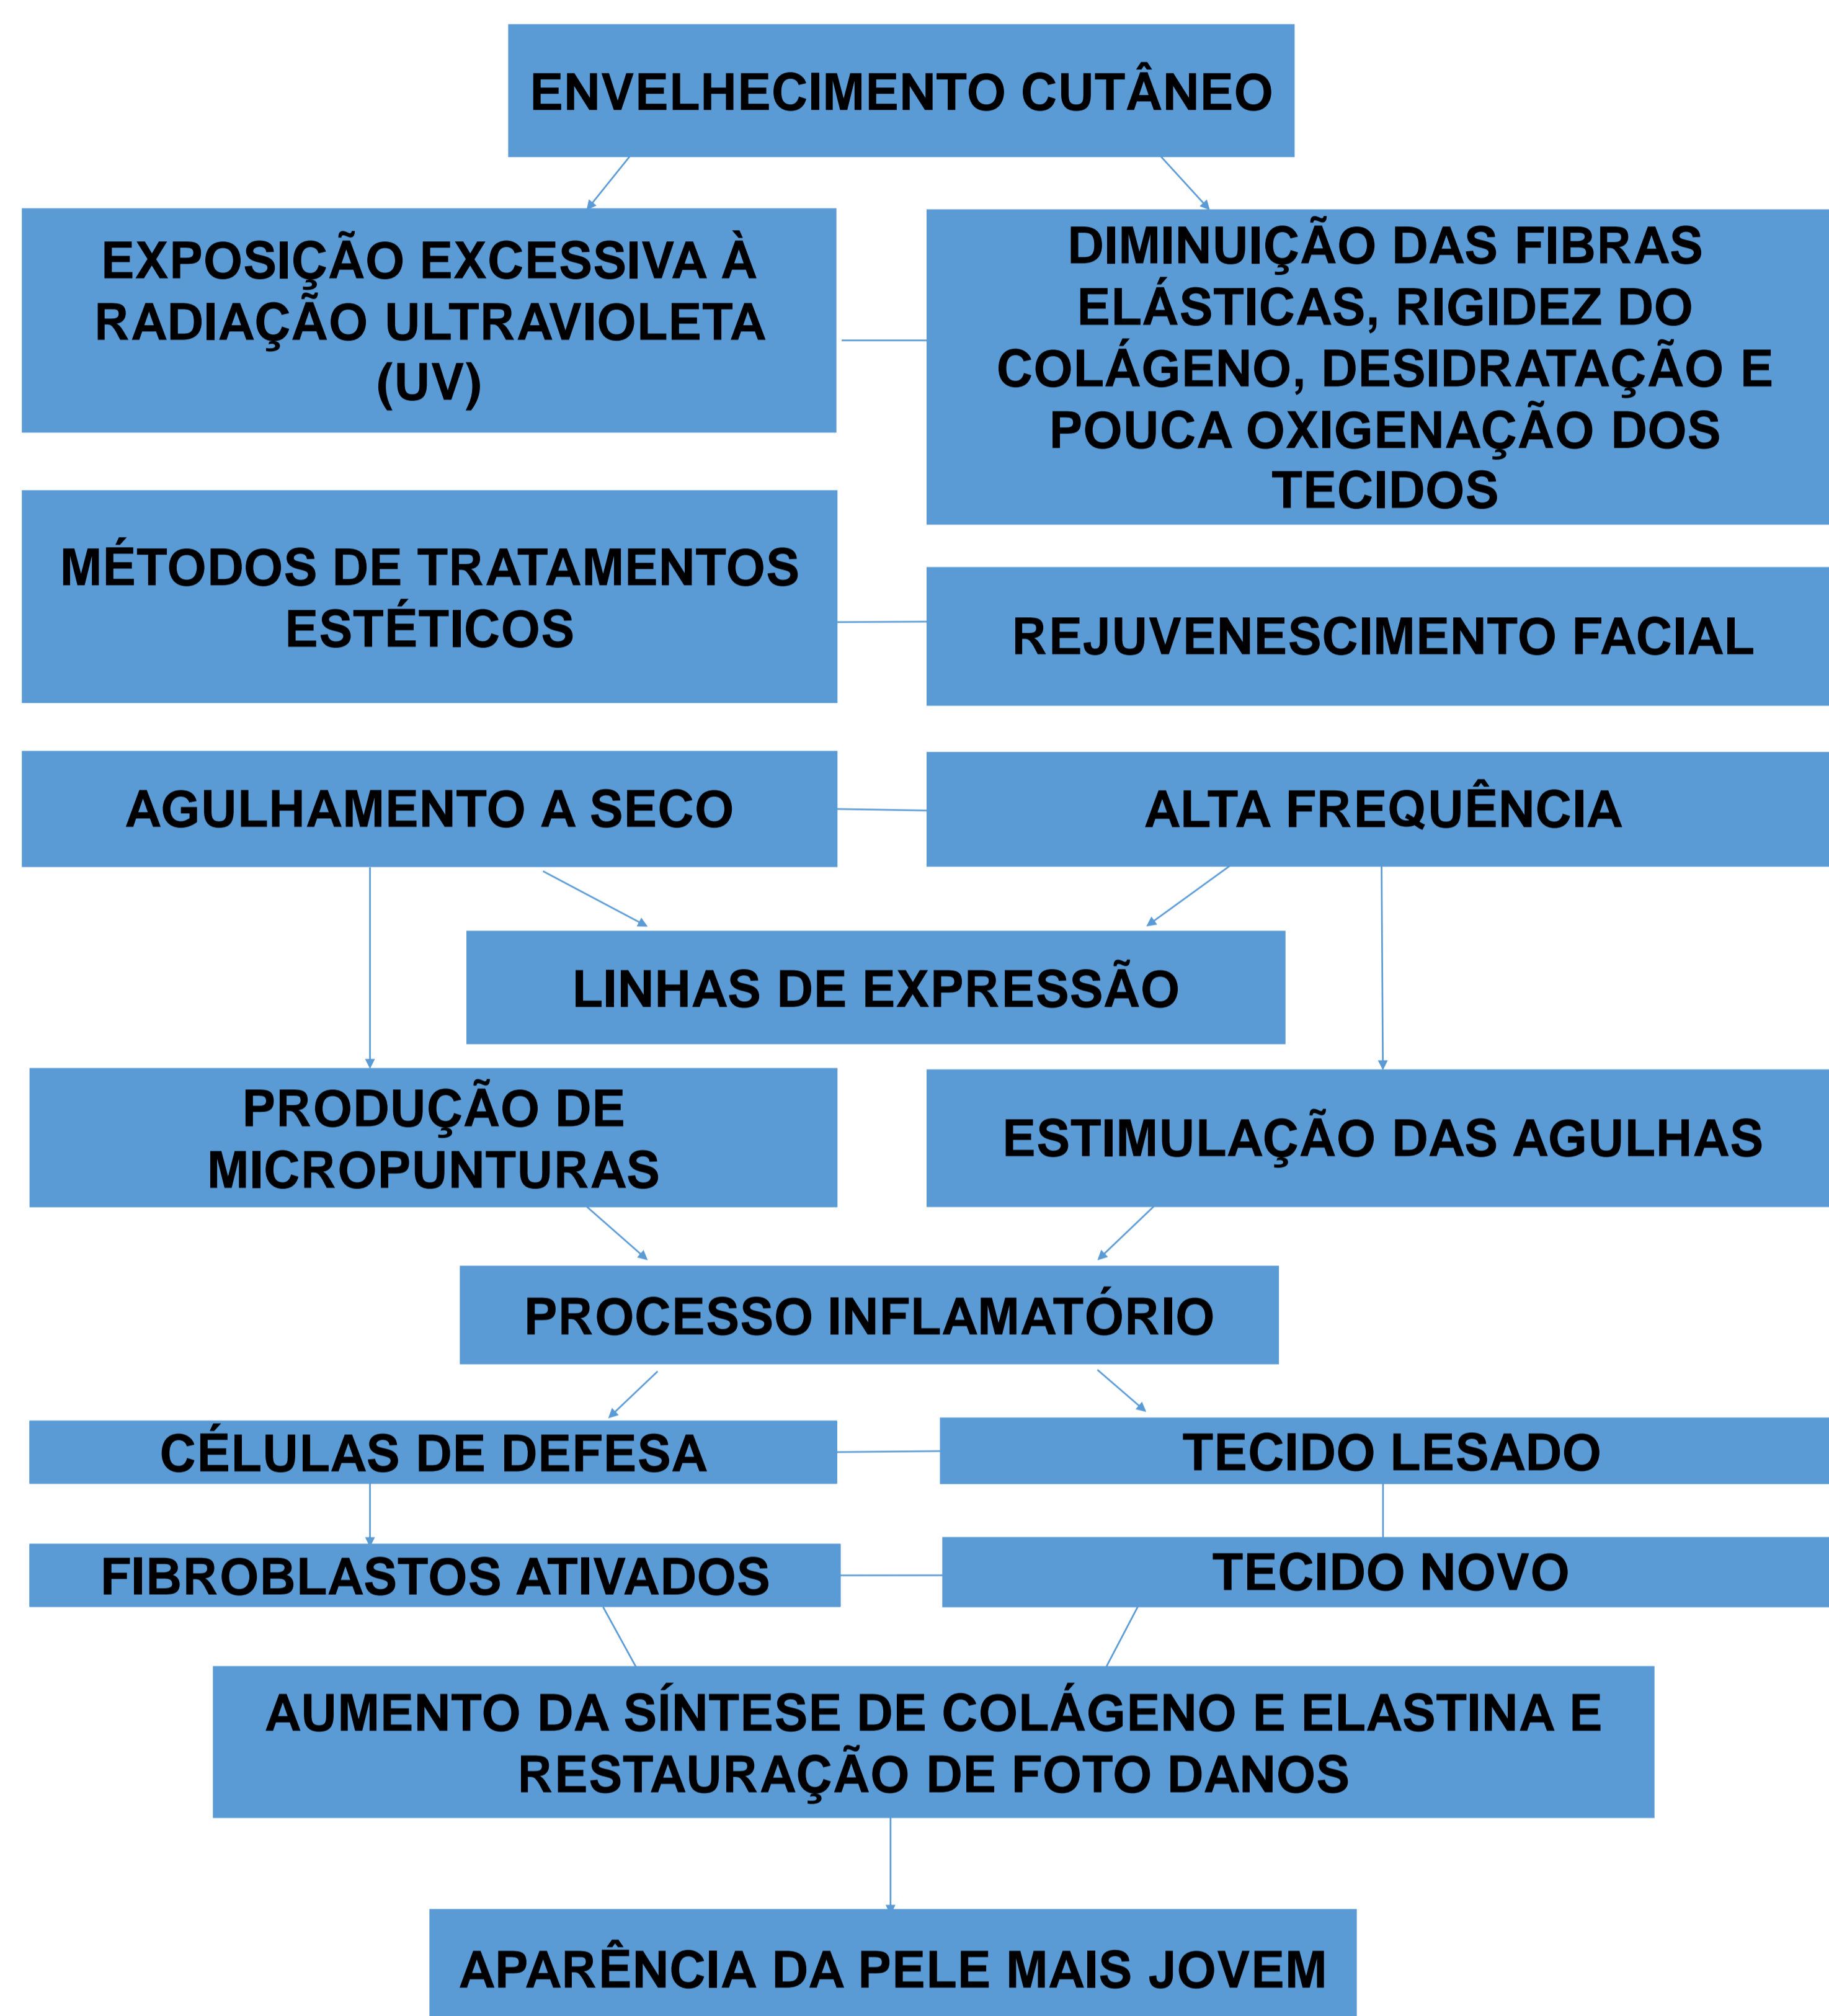 ENVELHECIMENTO CUTÂNEO
EXPOSIÇÃO EXCESSIVA À
RADIAÇÃO ULTRAVIOLETA
(UV)
DIMINUIÇÃO DAS FIBRAS
ELÁSTICAS, RIGIDEZ DO
COLÁGENO, DESIDRATAÇÃO E
POUCA OXIGENAÇÃO DOS
TECIDOS
MÉTODOS DE TRATAMENTOS
ESTÉTICOS
REJUVENESCIMENTO FACIAL
AGULHAMENTO A SECO
ALTA FREQUÊNCIA
LINHAS DE EXPRESSÃO
PRODUÇÃO DE
MICROPUNTURAS
ESTIMULAÇÃO DAS AGULHAS
PROCESSO INFLAMATÓRIO
CÉLULAS DE DEFESA
TECIDO LESADO
FIBROBLASTOS ATIVADOS
TECIDO NOVO
AUMENTO DA SÍNTESE DE COLÁGENO E ELASTINA E
RESTAURAÇÃO DE FOTO DANOS
APARÊNCIA DA PELE MAIS JOVEM